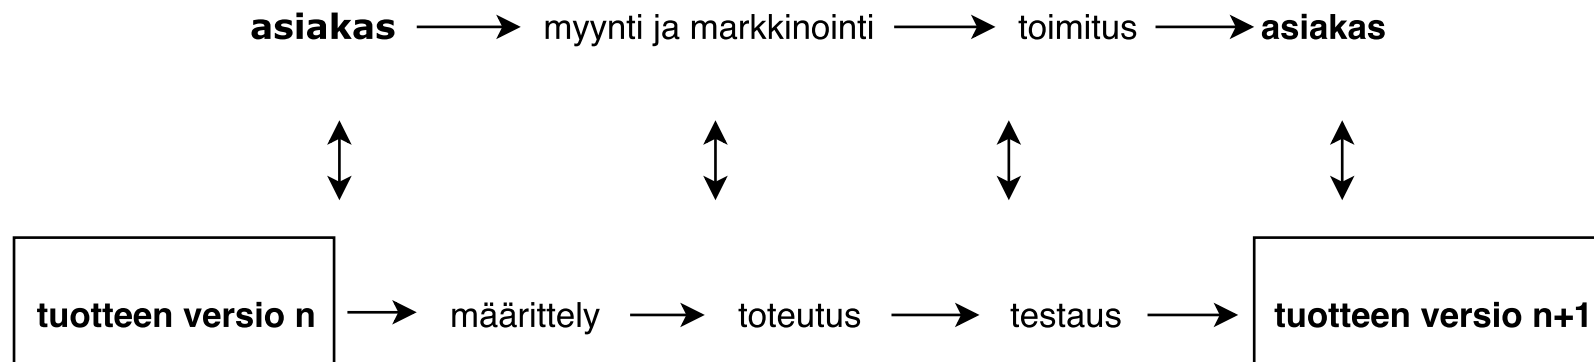 asiakas myynti ja markkinointi toimitus asiakas
tuotteen versio n määrittely toteutus testaus tuotteen versio n+1